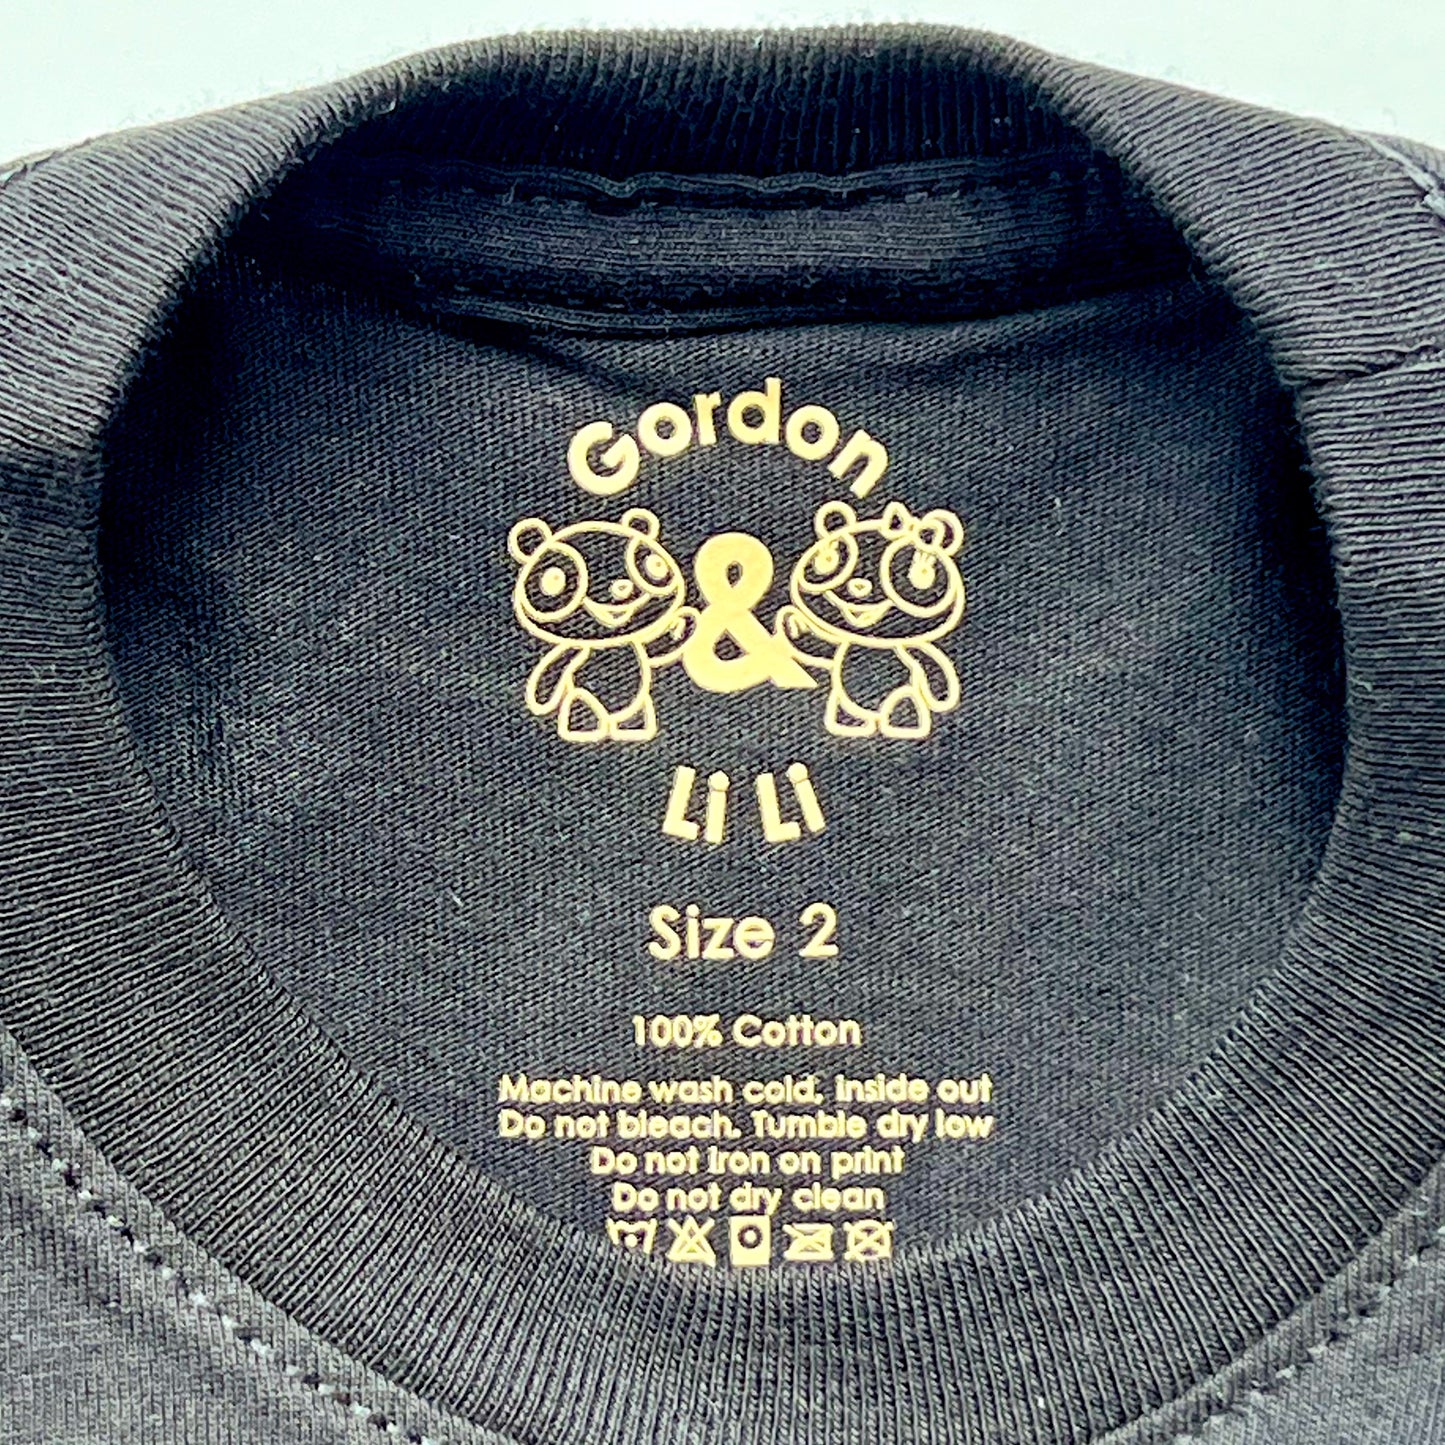 Gordon
&
Li Li
Size 2
100% Cotton
Machine wash cold, inside out
Do not bleach. Tumble dry low
Do not iron on print
Do not dry clean